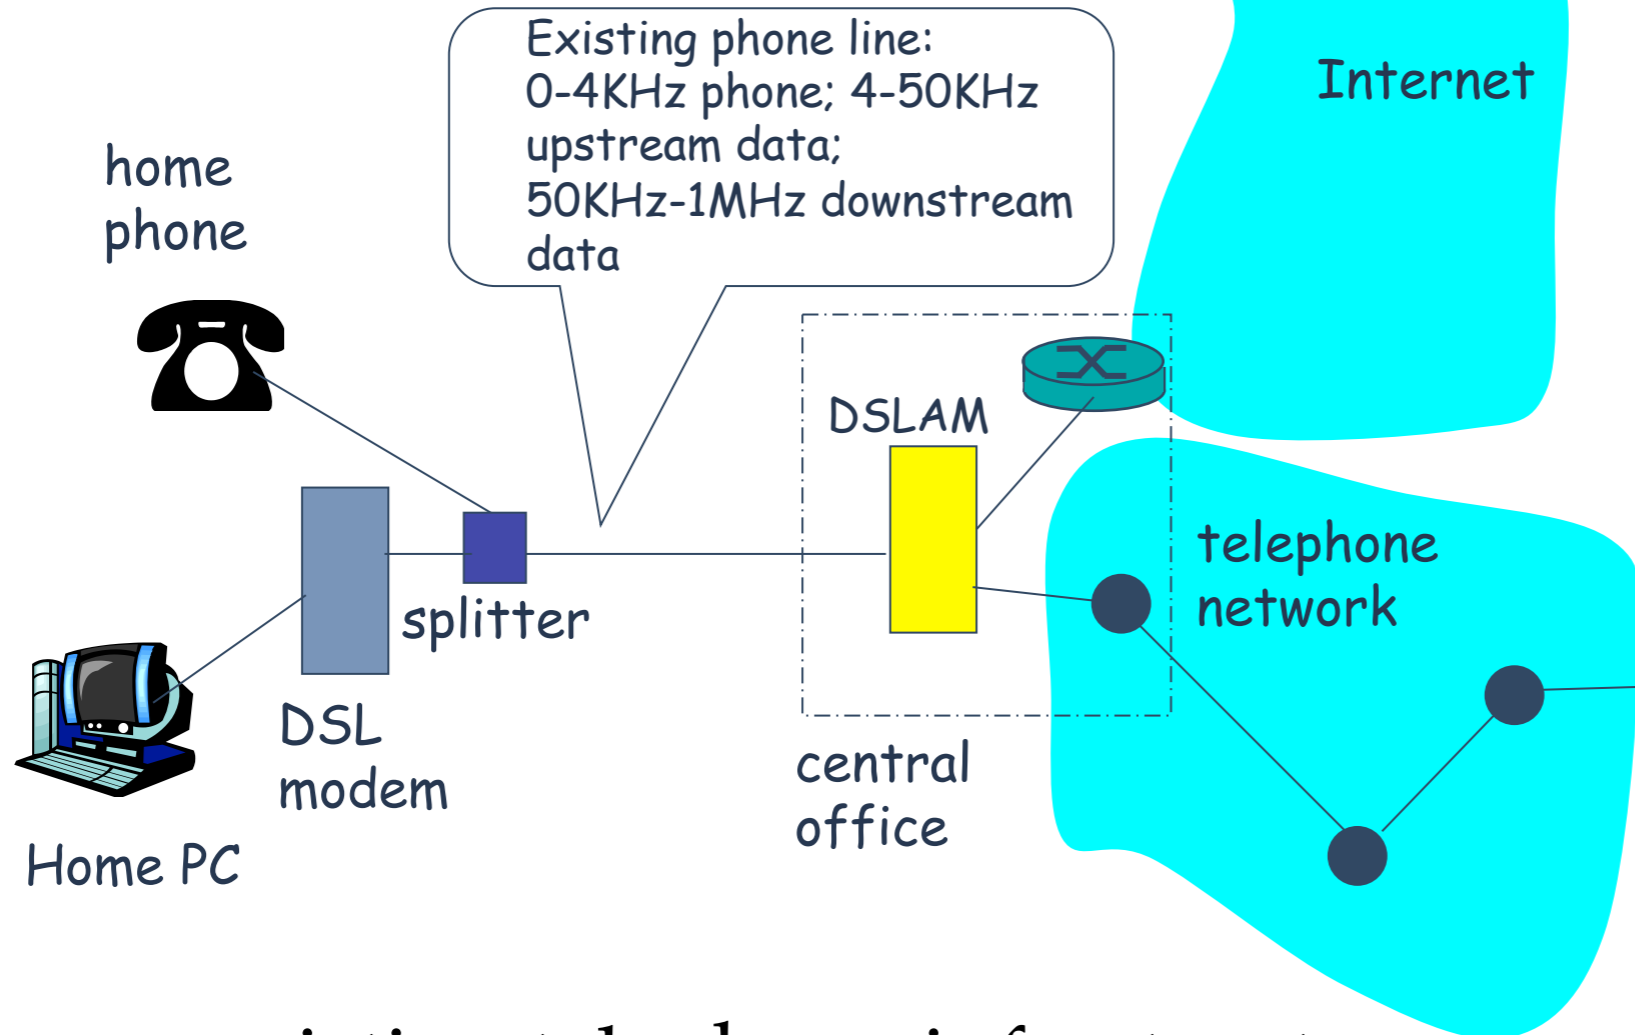 Existing phone line:
0-4KHz phone; 4-50KHz
upstream data;
50KHz-1MHz downstream
data
Internet
home
phone
DSLAM
telephone
network
splitter
DSL
modem
central
office
Home PC